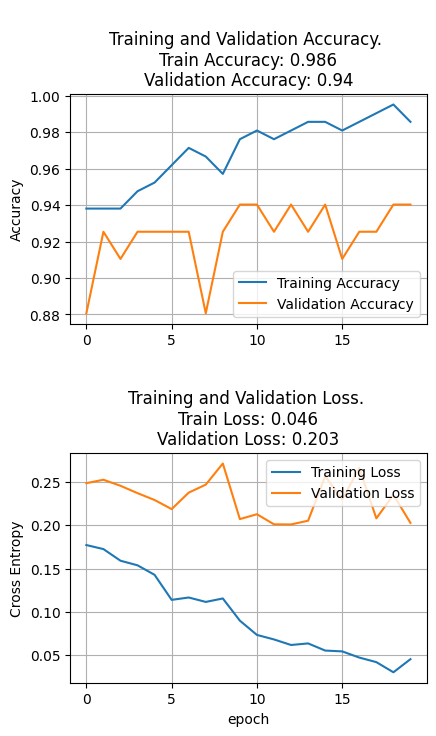 Training and Validation Accuracy.
Train Accuracy: 0.986
Validation Accuracy: 0.94
1.00
0.98
0.96
0.94
0.92
0.90
0.88
Accuracy
Training Accuracy
Validation Accuracy
0 5 10 15
Training and Validation Loss.
Train Loss: 0.046
Validation Loss: 0.203
Training Loss
Validation Loss
0.25
0.20
0.15
0.10
0.05
Cross Entropy
0 5 10 15
epoch